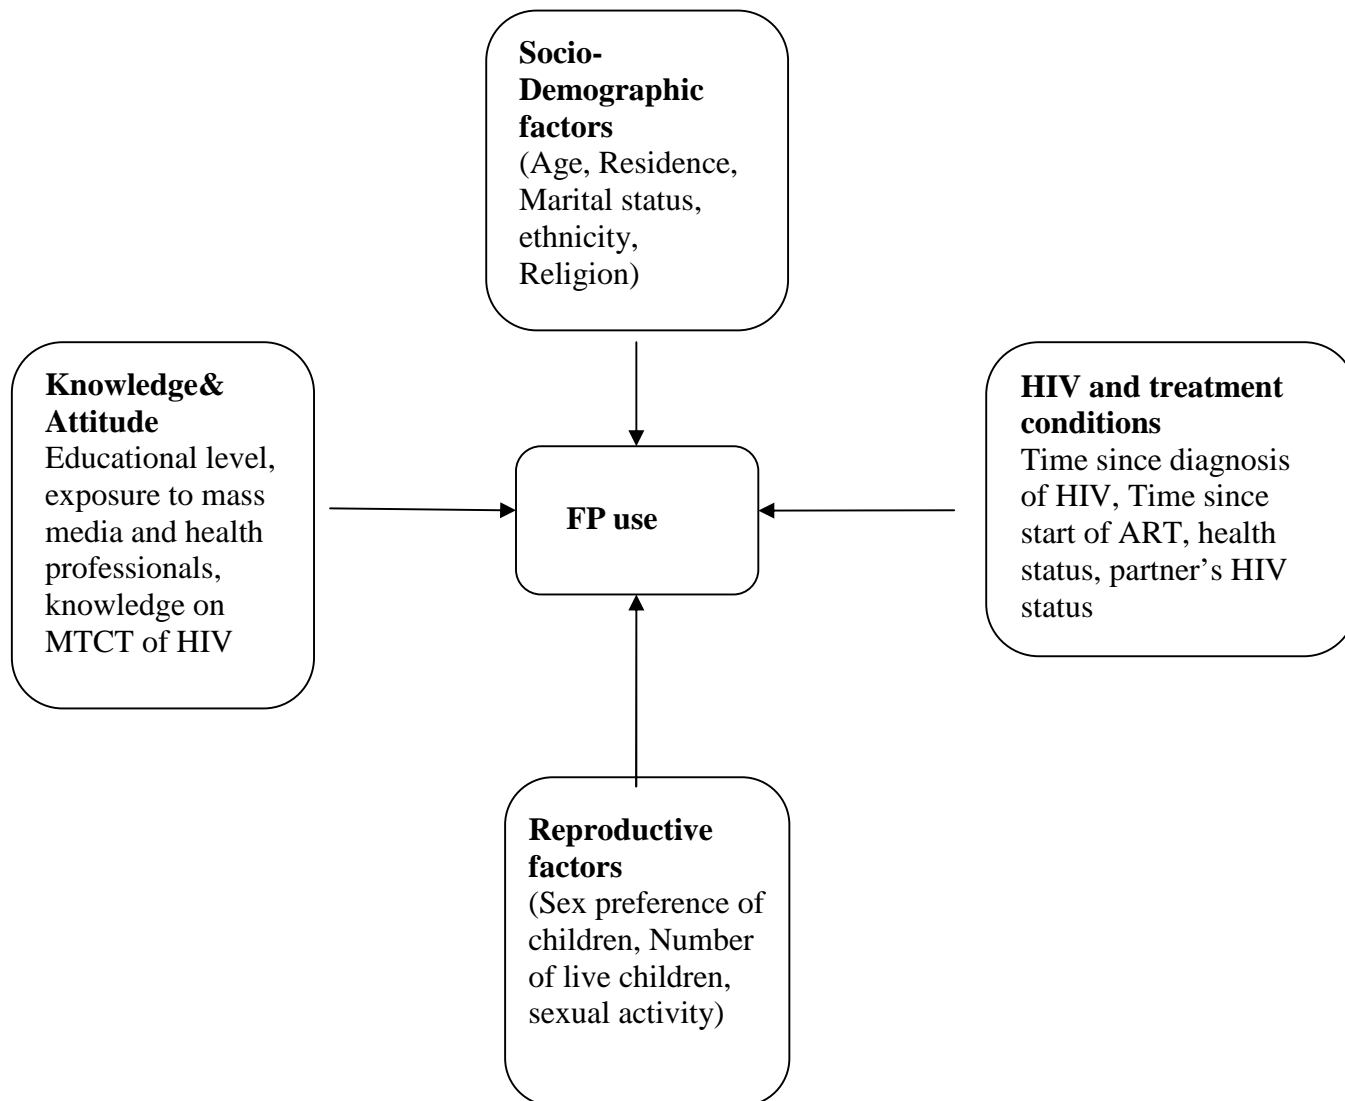 Socio-
Demographic
factors
(Age, Residence,
Marital status,
ethnicity,
Religion)
Knowledge&
Attitude
Educational level,
exposure to mass
media and health
professionals,
knowledge on
MTCT of HIV
FP use
HIV and treatment
conditions
Time since diagnosis
of HIV, Time since
start of ART, health
status, partner’s HIV
status
Reproductive
factors
(Sex preference of
children, Number
of live children,
sexual activity)